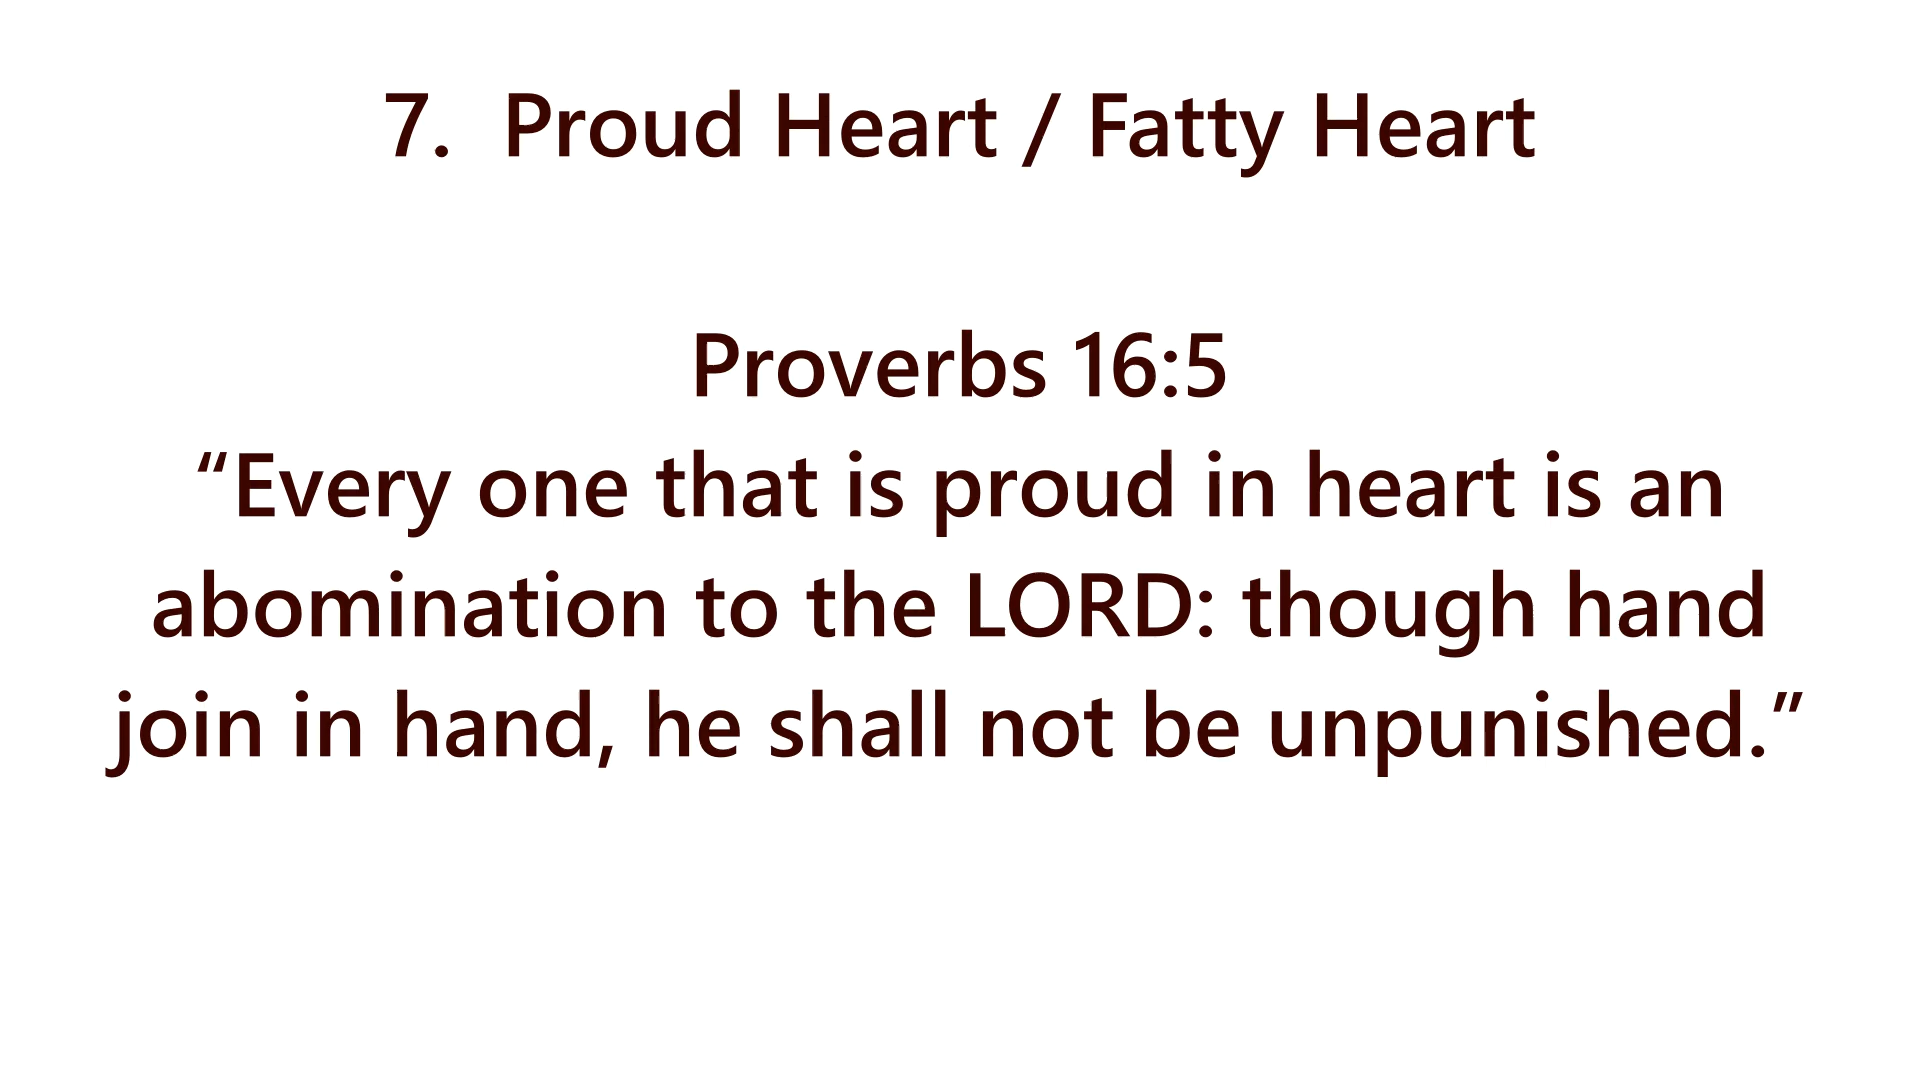 7.  Proud Heart / Fatty Heart
Proverbs 16:5
“Every one that is proud in heart is an
abomination to the LORD: though hand
join in hand, he shall not be unpunished.”